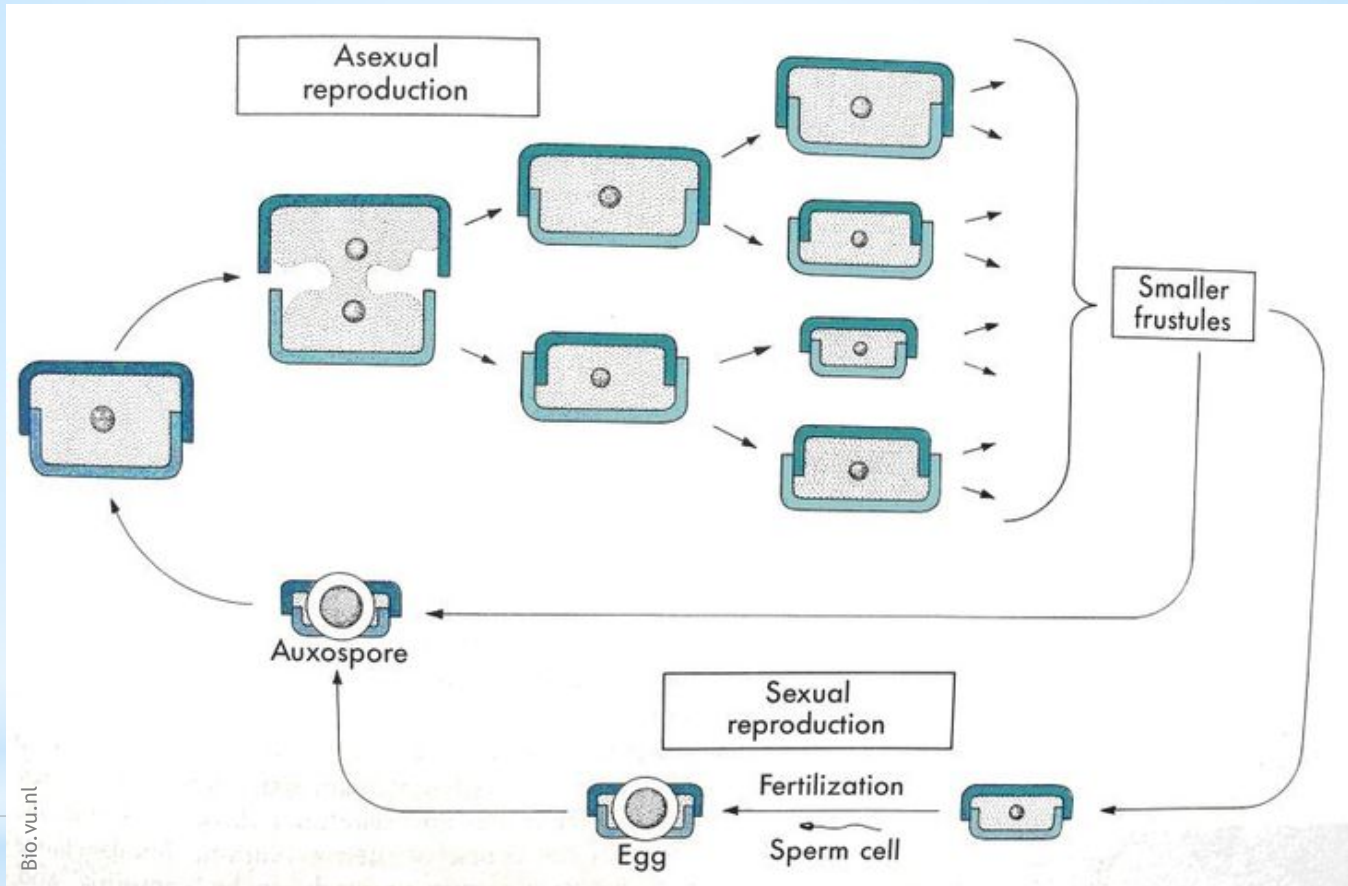 Asexual
reproduction
Smaller
frustules
Auxospore
Sexual
reproduction
Fertilization
Sperm cell
Egg
Bio.vu.nl